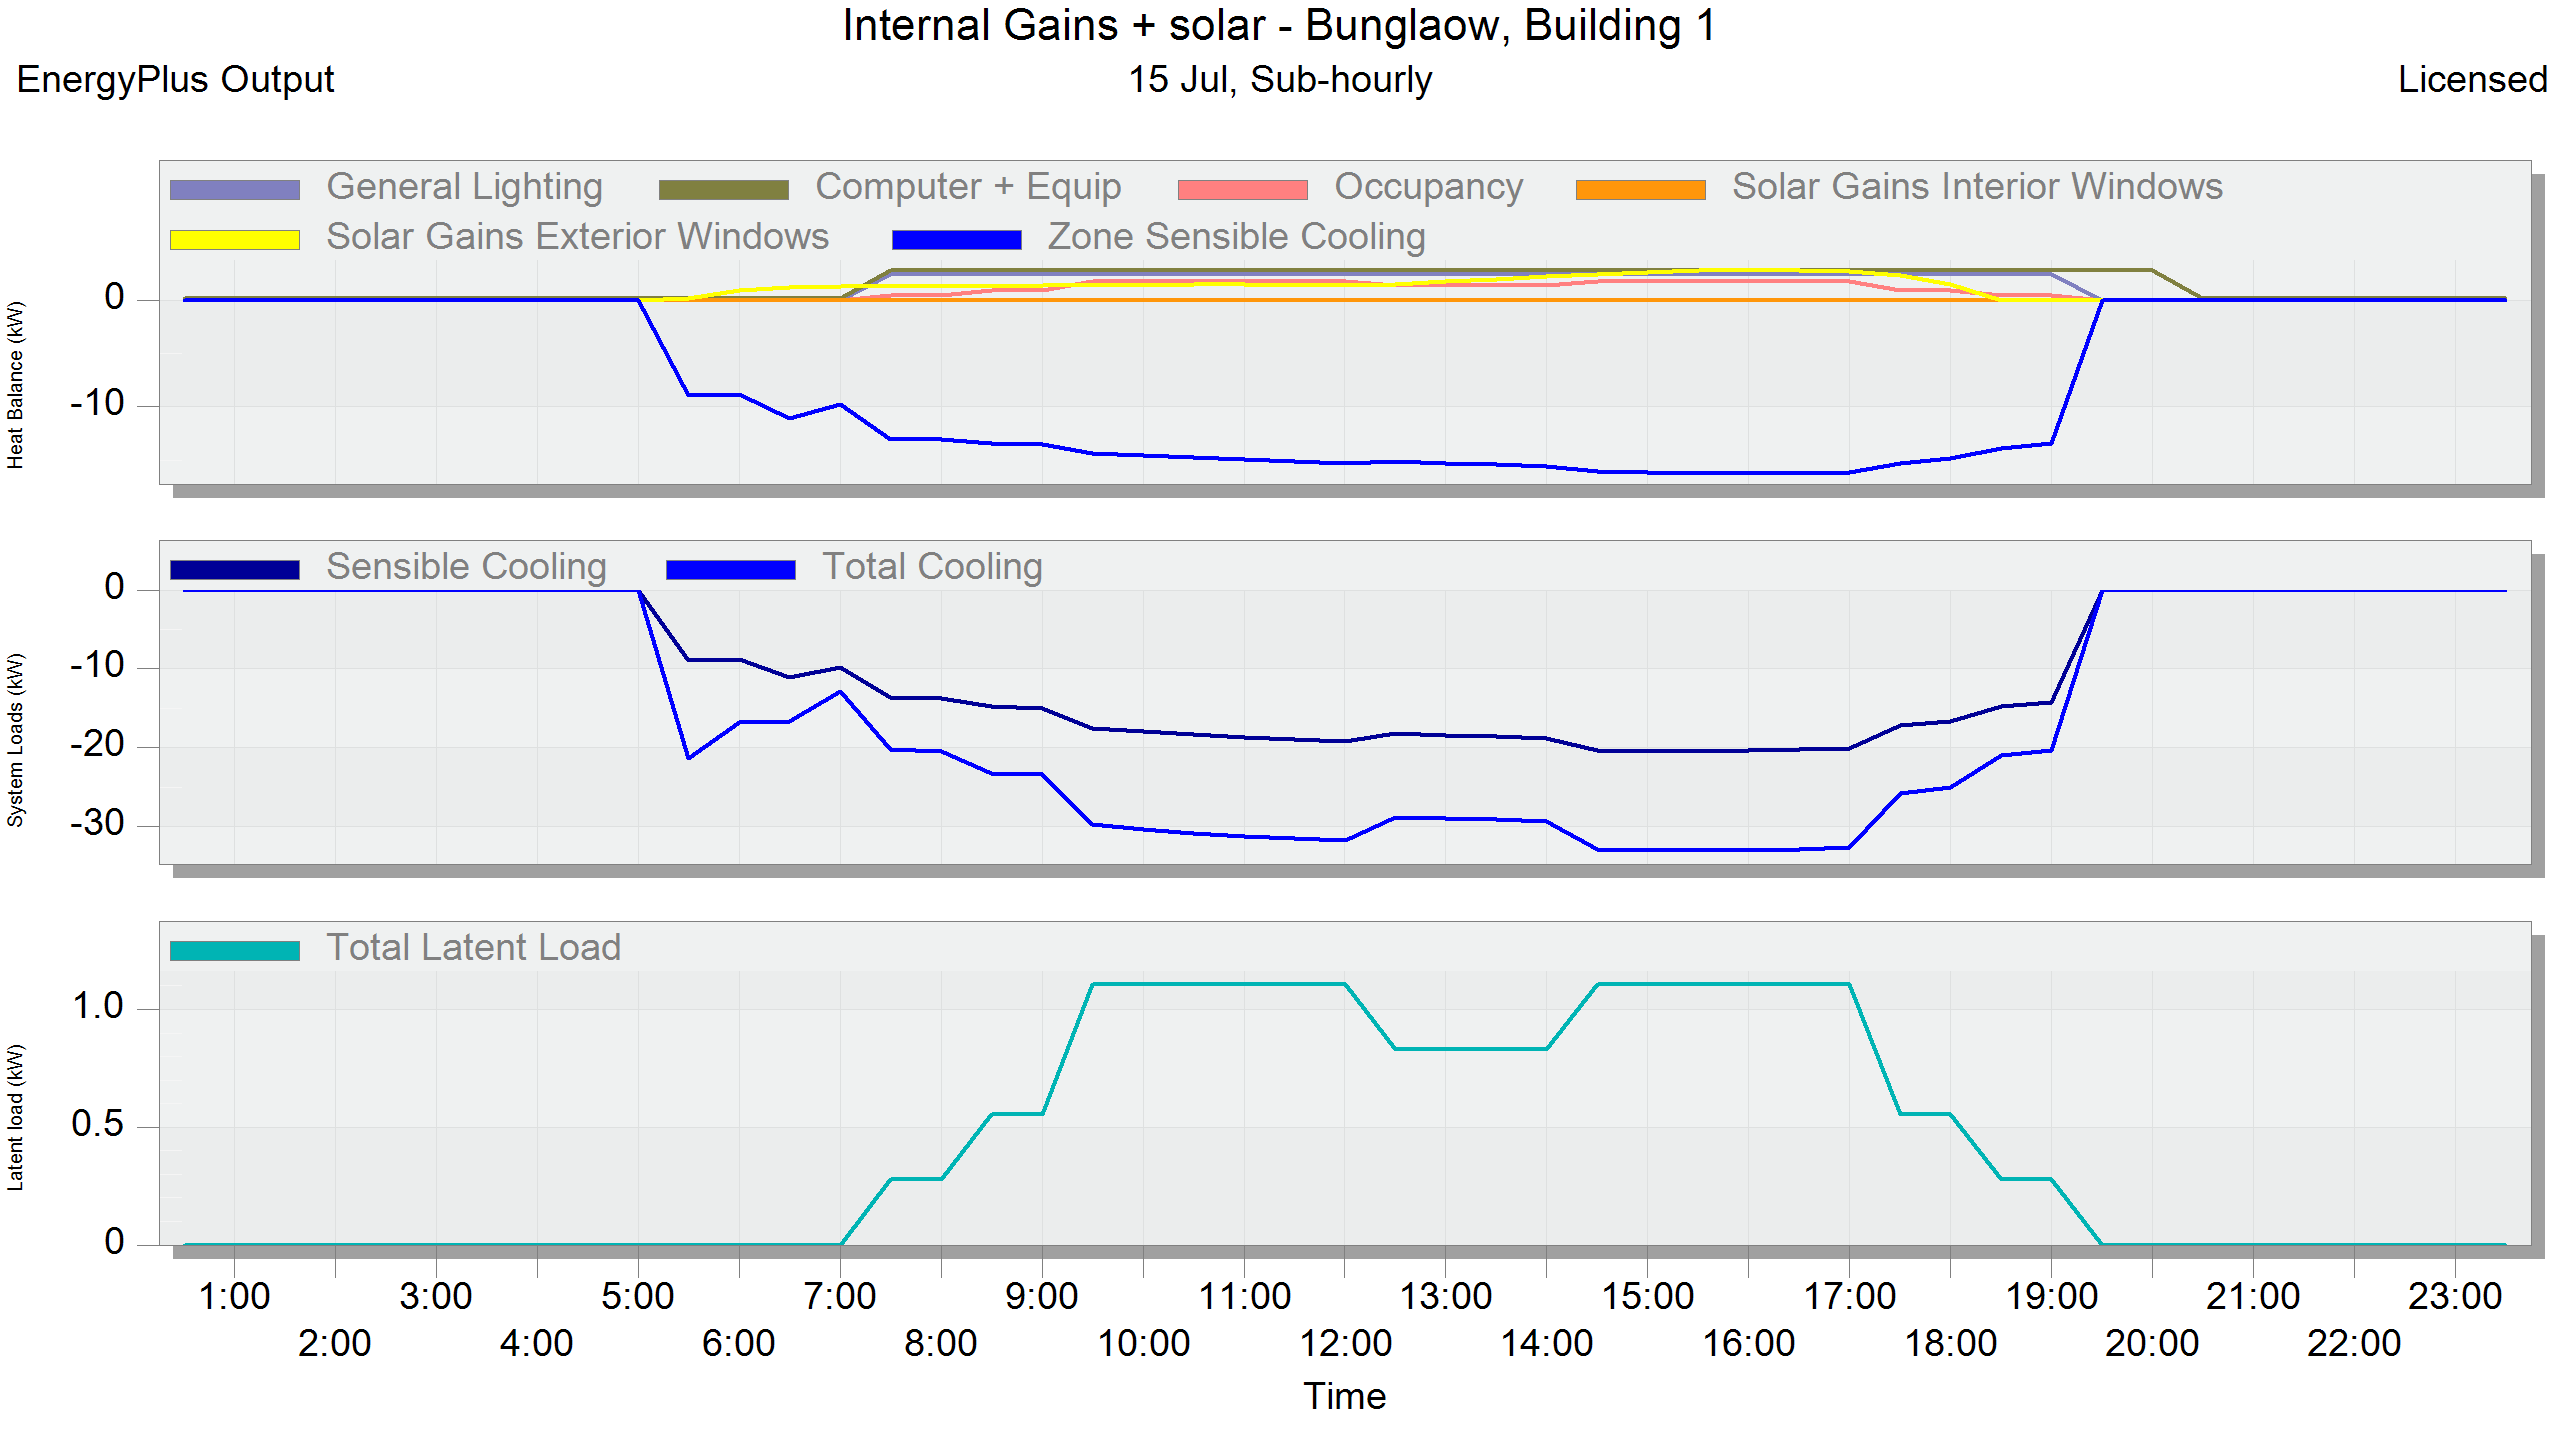 Internal Gains + solar - Bunglaow, Building 1
EnergyPlus Output
15 Jul, Sub-hourly
Licensed
General Lighting
Computer + Equip
Occupancy
Solar Gains Interior Windows
Solar Gains Exterior Windows
Zone Sensible Cooling
Heat Balance (kW)
0
-10
Sensible Cooling
Total Cooling
System Loads (kW)
0
-10
-20
-30
Total Latent Load
Latent load (kW)
1.0
0.5
0
1:00 3:00 5:00 7:00 9:00 11:00 13:00 15:00 17:00 19:00 21:00 23:00
2:00 4:00 6:00 8:00 10:00 12:00 14:00 16:00 18:00 20:00 22:00
Time